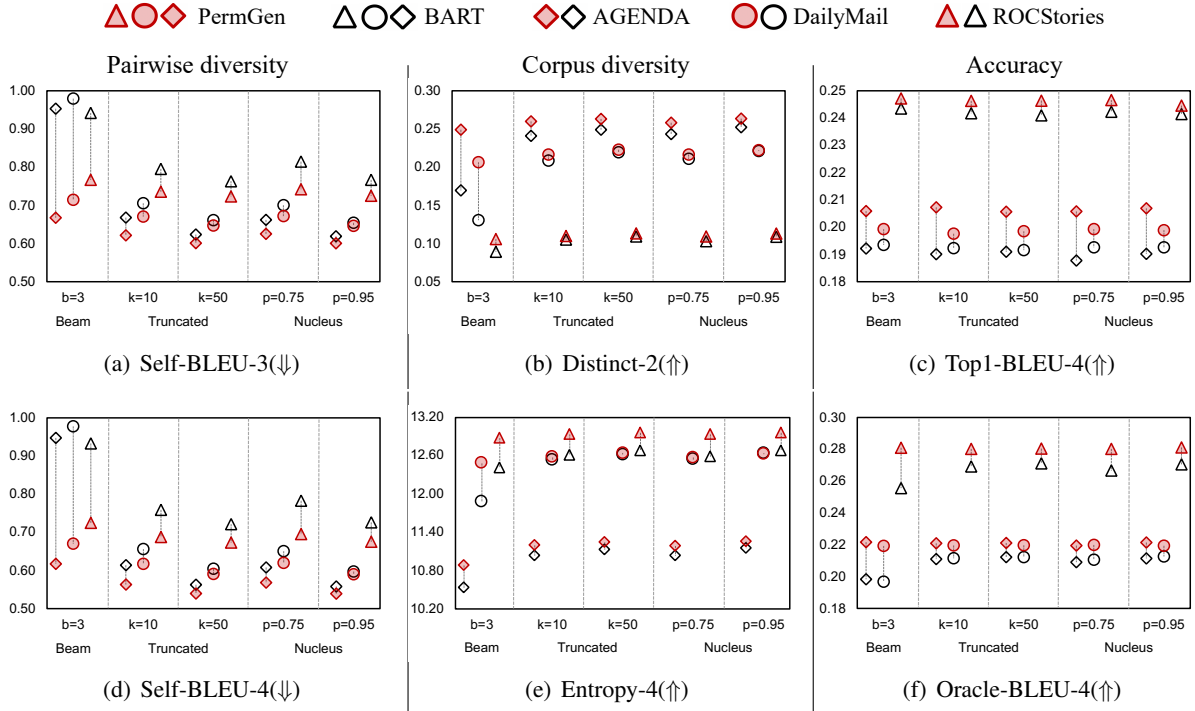 PermGen BART AGENDA DailyMail ROCStories
Pairwise diversity Corpus diversity Accuracy
1.00
0.90
0.80
0.70
0.60
0.50
b=3 k=10 k=50 p=0.75 p=0.95
Beam Truncated Nucleus
(a) Self-BLEU-3(⇓)
0.30
0.25
0.20
0.15
0.10
0.05
b=3 k=10 k=50 p=0.75 p=0.95
Beam Truncated Nucleus
(b) Distinct-2(⇑)
0.25
0.24
0.23
0.22
0.21
0.20
0.19
0.18
b=3 k=10 k=50 p=0.75 p=0.95
Beam Truncated Nucleus
(c) Top1-BLEU-4(⇑)
1.00
0.90
0.80
0.70
0.60
0.50
b=3 k=10 k=50 p=0.75 p=0.95
Beam Truncated Nucleus
(d) Self-BLEU-4(⇓)
13.20
12.60
12.00
11.40
10.80
10.20
b=3 k=10 k=50 p=0.75 p=0.95
Beam Truncated Nucleus
(e) Entropy-4(⇑)
0.30
0.28
0.26
0.24
0.22
0.20
0.18
b=3 k=10 k=50 p=0.75 p=0.95
Beam Truncated Nucleus
(f) Oracle-BLEU-4(⇑)